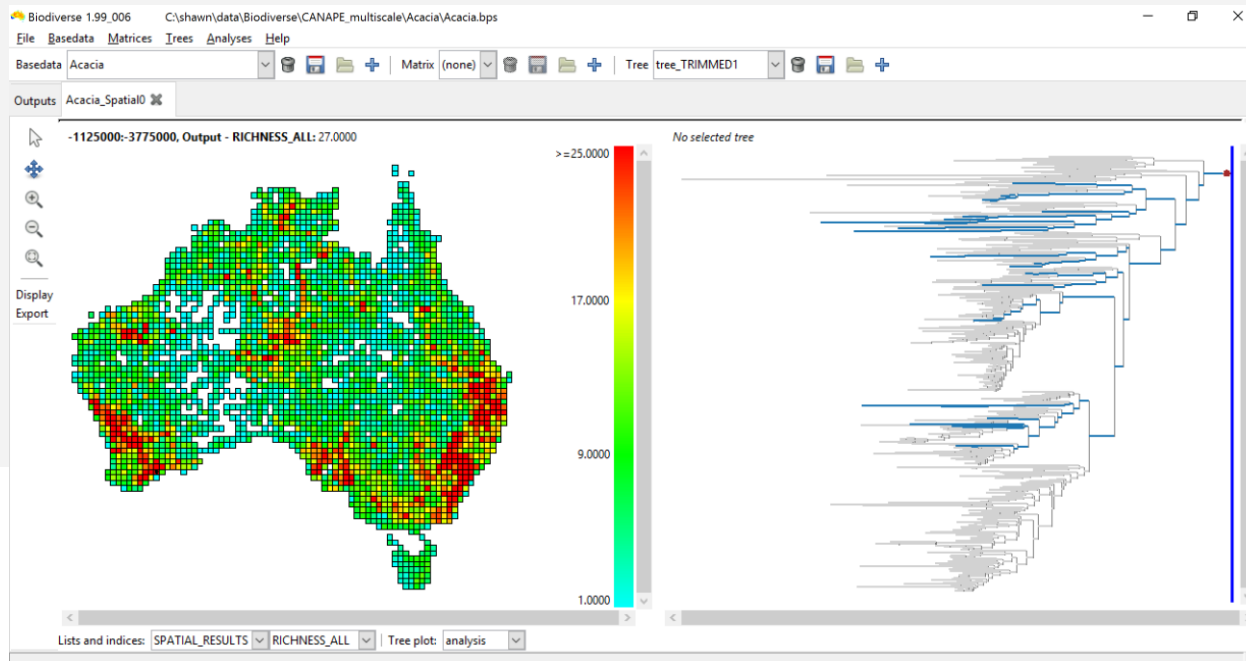 Biodiverse 1.99_006 C:\shawn\data\Biodiverse\CANAPE_multiscale\Acacia\Acacia.bps
File Basedata Matrices Trees Analyses Help
Basedata Acacia Matrix (none) Tree tree_TRIMMED1
Outputs Acacia_Spatial0
-1125000:-3775000, Output - RICHNESS_ALL: 27.0000
No selected tree
>=25.0000
Display
Export
17.0000
9.0000
1.0000
Lists and indices: SPATIAL_RESULTS RICHNESS_ALL Tree plot: analysis